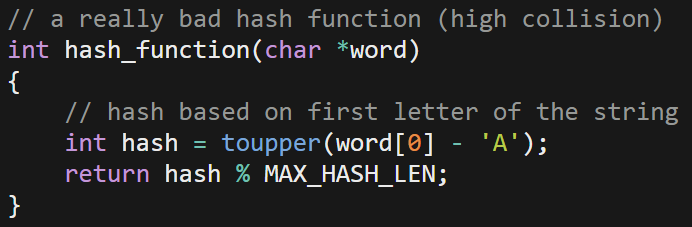 // a really bad hash function (high collision)
int hash_function(char *word)
{
    // hash based on first letter of the string
    int hash = toupper(word[0] - 'A');
    return hash % MAX_HASH_LEN;
}